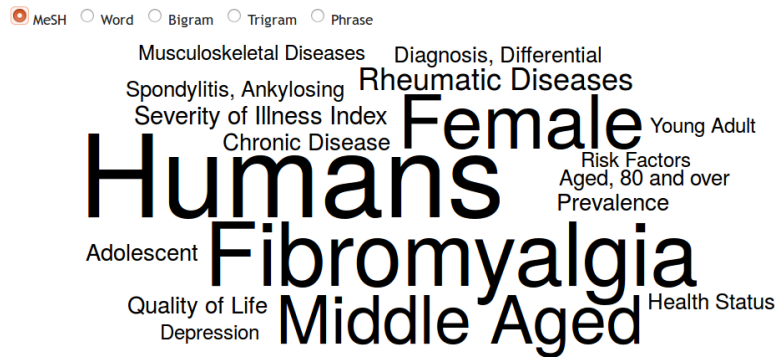 MeSH Word Bigram Trigram Phrase
Musculoskeletal Diseases
Diagnosis, Differential
Spondylitis, Ankylosing
Rheumatic Diseases
Severity of Illness Index
Female
Young Adult
Chronic Disease
Humans
Risk Factors
Aged, 80 and over
Prevalence
Adolescent
Fibromyalgia
Quality of Life
Middle Aged
Health Status
Depression